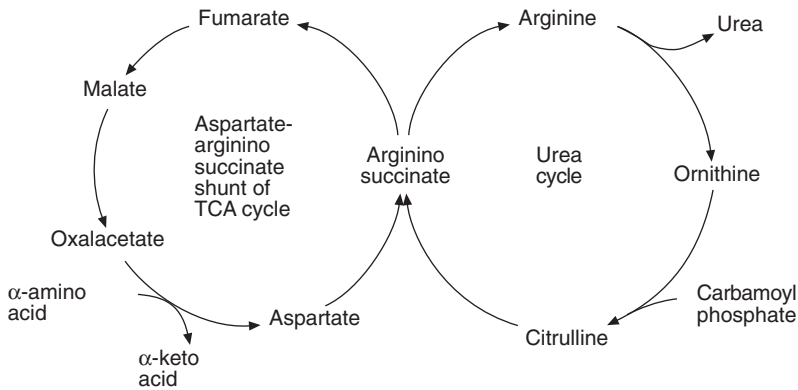 Fumarate
Arginine
Urea
Malate
Aspartate-
arginino
succinate
shunt of
TCA cycle
Arginino
succinate
Urea
cycle
Ornithine
Oxalacetate
α-amino
acid
Aspartate
Carbamoyl
phosphate
Citrulline
α-keto
acid